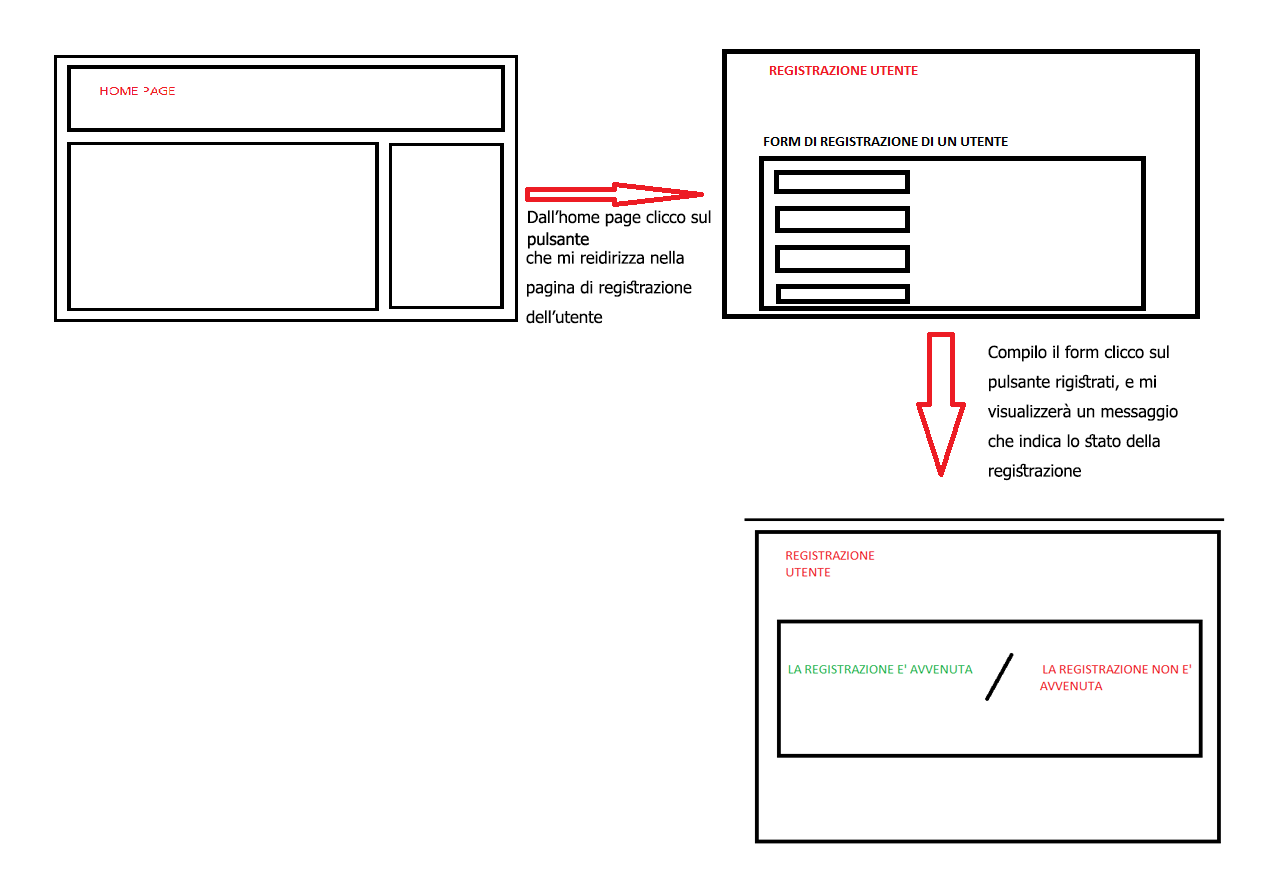 HOME PAGE
Dall'home page clicco sul
pulsante
che mi reidirizza nella
pagina di registrazione
dell'utente
REGISTRAZIONE UTENTE
FORM DI REGISTRAZIONE DI UN UTENTE
Compilo il form clicco sul
pulsante rigistrati, e mi
visualizzerà un messaggio
che indica lo stato della
registrazione
REGISTRAZIONE
UTENTE
LA REGISTRAZIONE E' AVVENUTA
LA REGISTRAZIONE NON E'
AVVENUTA